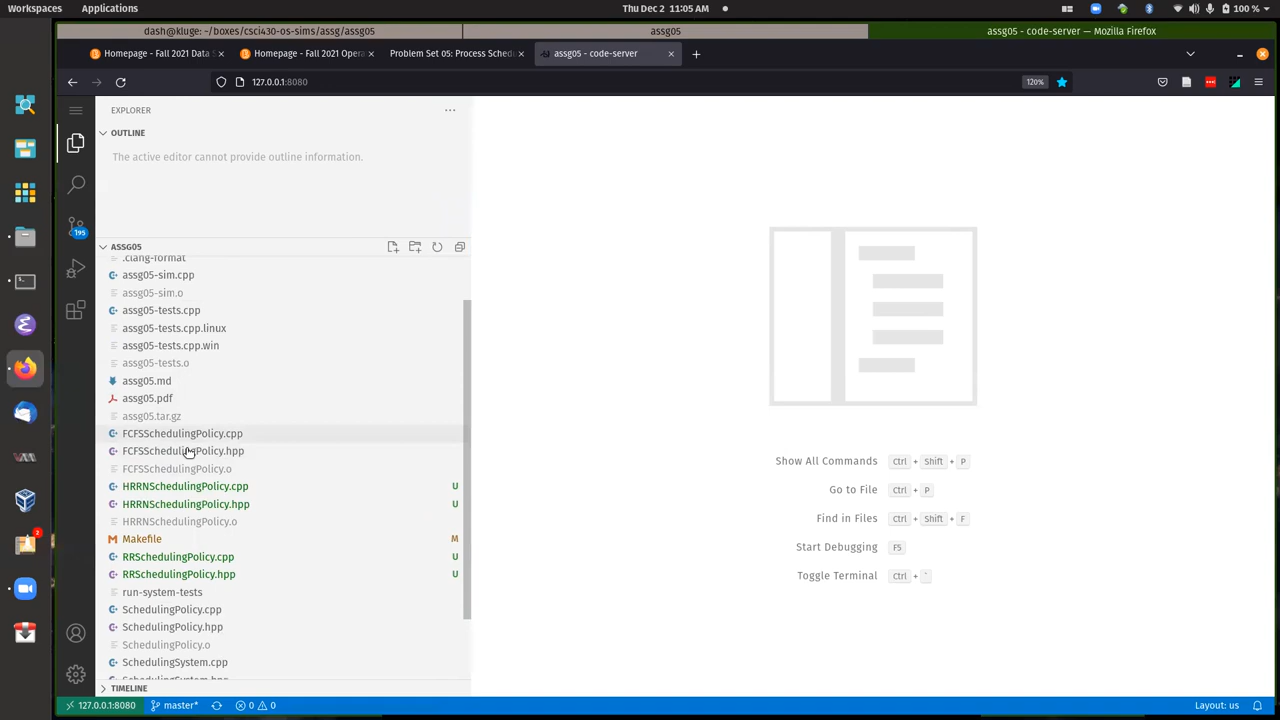 Workspaces Applications Thu Dec 2 11:05 AM 100 %
dash@kluge: ~/boxes/csci430-os-sims/assg/assg05 assg05 assg05 - code-server — Mozilla Firefox
Homepage - Fall 2021 Data S Homepage - Fall 2021 Opera Problem Set 05: Process Schedu assg05 - code-server
127.0.0.1:8080 120%
EXPLORER
OUTLINE
The active editor cannot provide outline information.
195
ASSG05
.clang-format
assg05-sim.cpp
assg05-sim.o
assg05-tests.cpp
assg05-tests.cpp.linux
assg05-tests.cpp.win
assg05-tests.o
assg05.md
assg05.pdf
assg05.tar.gz
FCFSSchedulingPolicy.cpp
FCFSSchedulingPolicy.hpp
FCFSSchedulingPolicy.o
HRRNSchedulingPolicy.cpp U
HRRNSchedulingPolicy.hpp U
HRRNSchedulingPolicy.o
Makefile M
RRSchedulingPolicy.cpp U
RRSchedulingPolicy.hpp U
run-system-tests
SchedulingPolicy.cpp
SchedulingPolicy.hpp
SchedulingPolicy.o
SchedulingSystem.cpp
SchedulingSystem.hpp
TIMELINE
Show All Commands Ctrl + Shift + P
Go to File Ctrl + P
Find in Files Ctrl + Shift + F
Start Debugging F5
Toggle Terminal Ctrl + `
2
127.0.0.1:8080 master* 0 0 Layout: us